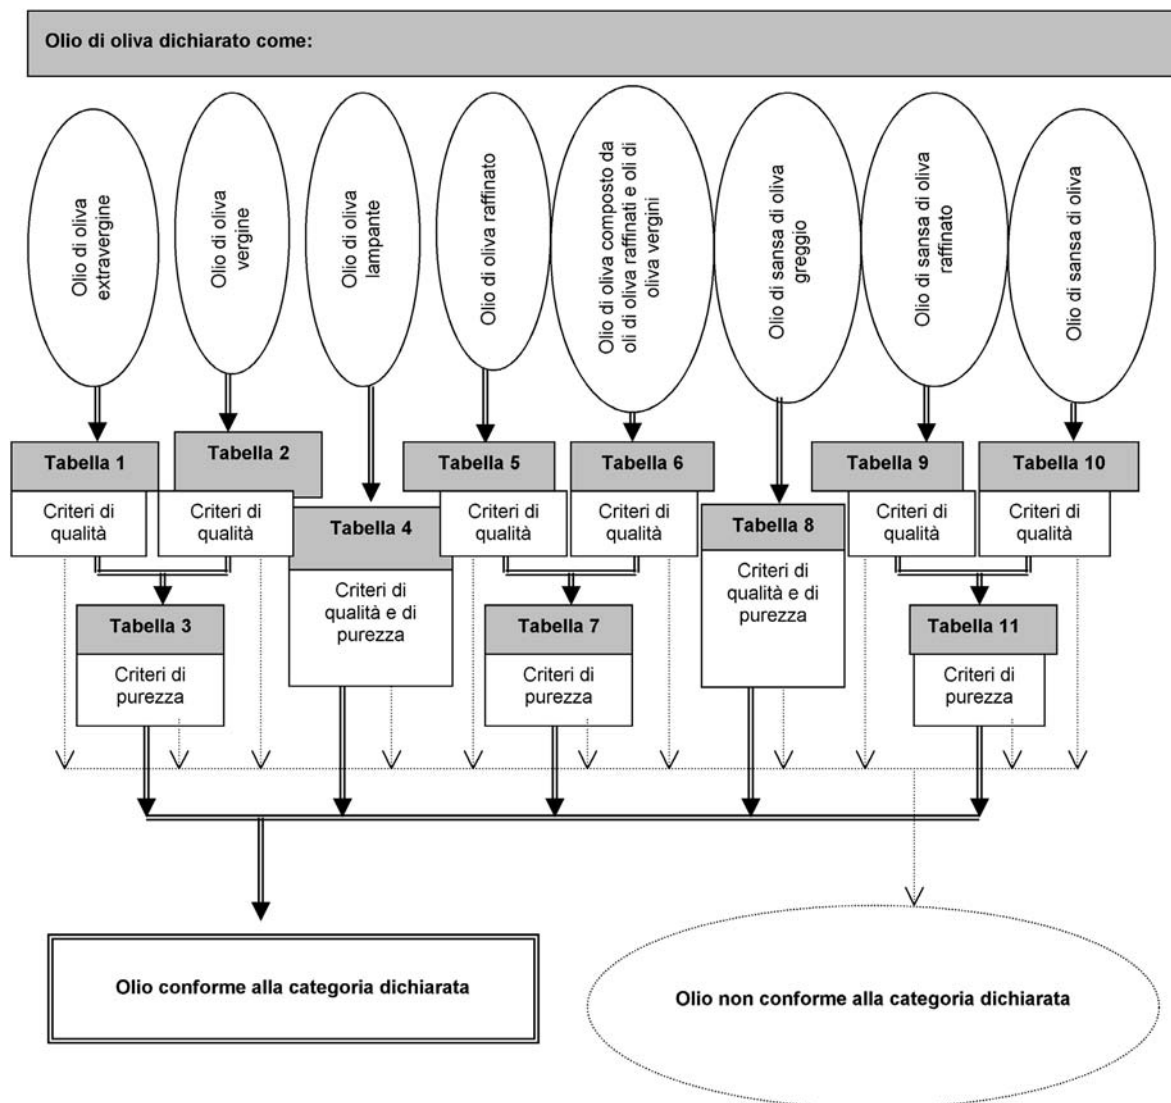 Olio di oliva dichiarato come:
Olio di oliva
extravergine
Olio di oliva
vergine
Olio di oliva
lampante
Olio di oliva raffinato
Olio di oliva composto da
oli di oliva raffinati e oli di
oliva vergini
Olio di sansa di oliva
greggio
Olio di sansa di oliva
raffinato
Olio di sansa di oliva
Tabella 1
Criteri di
qualità
Tabella 2
Criteri di
qualità
Tabella 3
Criteri di
purezza
Tabella 4
Criteri di
qualità e di
purezza
Tabella 5
Criteri di
qualità
Tabella 6
Criteri di
qualità
Tabella 7
Criteri di
purezza
Tabella 8
Criteri di
qualità e di
purezza
Tabella 9
Criteri di
qualità
Tabella 10
Criteri di
qualità
Tabella 11
Criteri di
purezza
Olio conforme alla categoria dichiarata
Olio non conforme alla categoria dichiarata